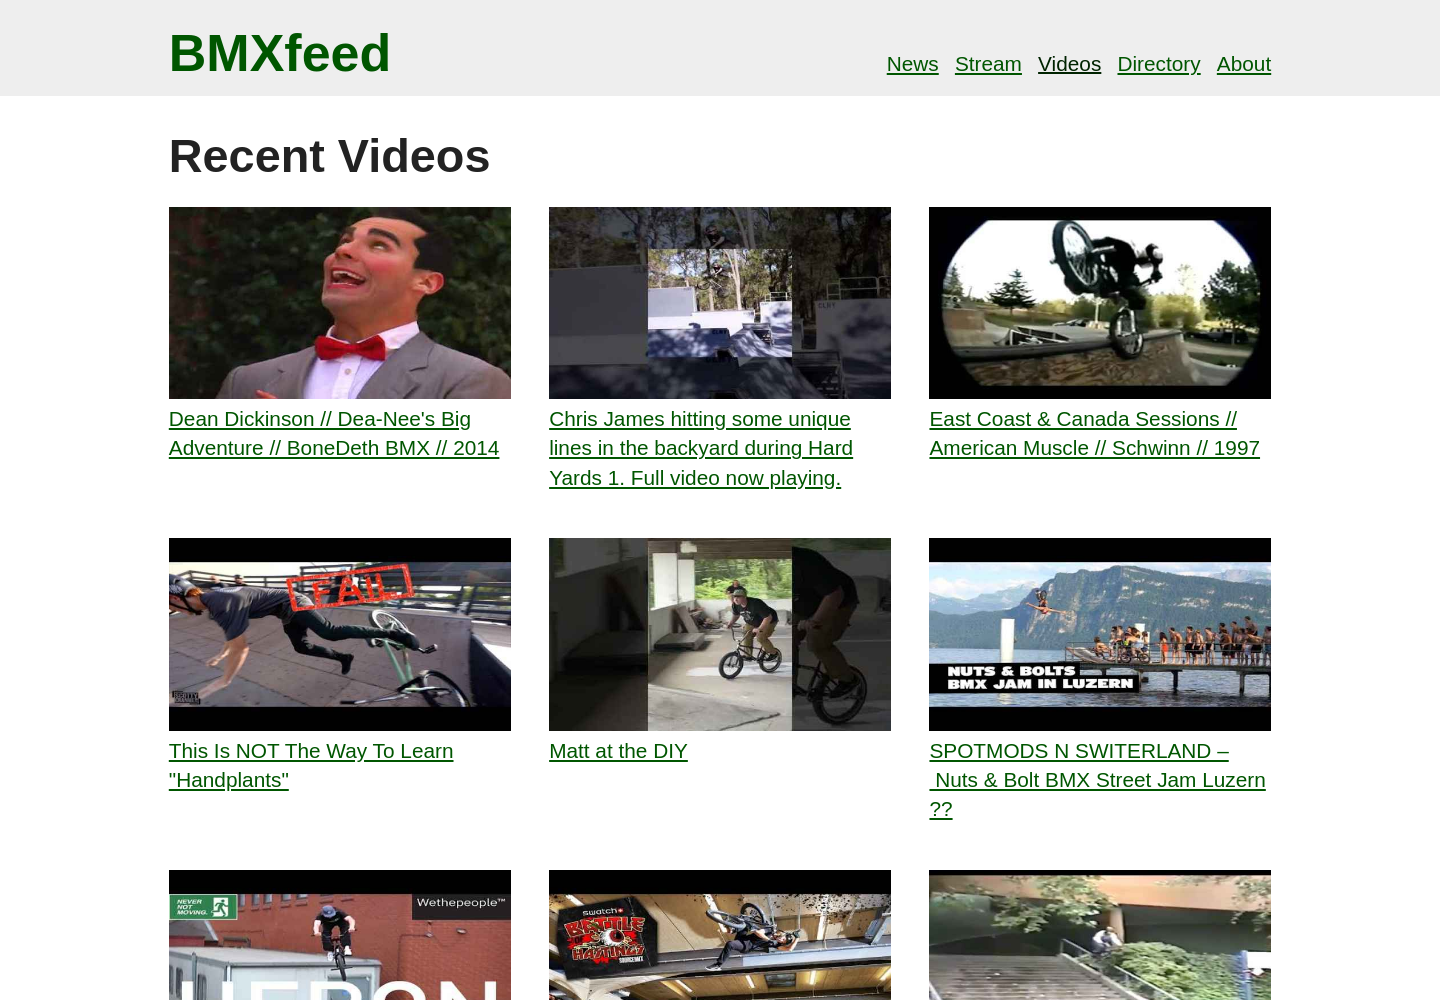 BMXfeed
News Stream Videos Directory About
Recent Videos
Dean Dickinson // Dea-Nee's Big
Adventure // BoneDeth BMX // 2014
Chris James hitting some unique
lines in the backyard during Hard
Yards 1. Full video now playing.
East Coast & Canada Sessions //
American Muscle // Schwinn // 1997
FAIL
This Is NOT The Way To Learn
"Handplants"
Matt at the DIY
NUTS & BOLTS
BMX JAM IN LUZERN
SPOTMODS N SWITERLAND –
Nuts & Bolt BMX Street Jam Luzern
??
NEVER
NOT
MOVING.
Wethepeople™
HERON
swatch
BATTLE
HASTINGS
SOURCEBMX